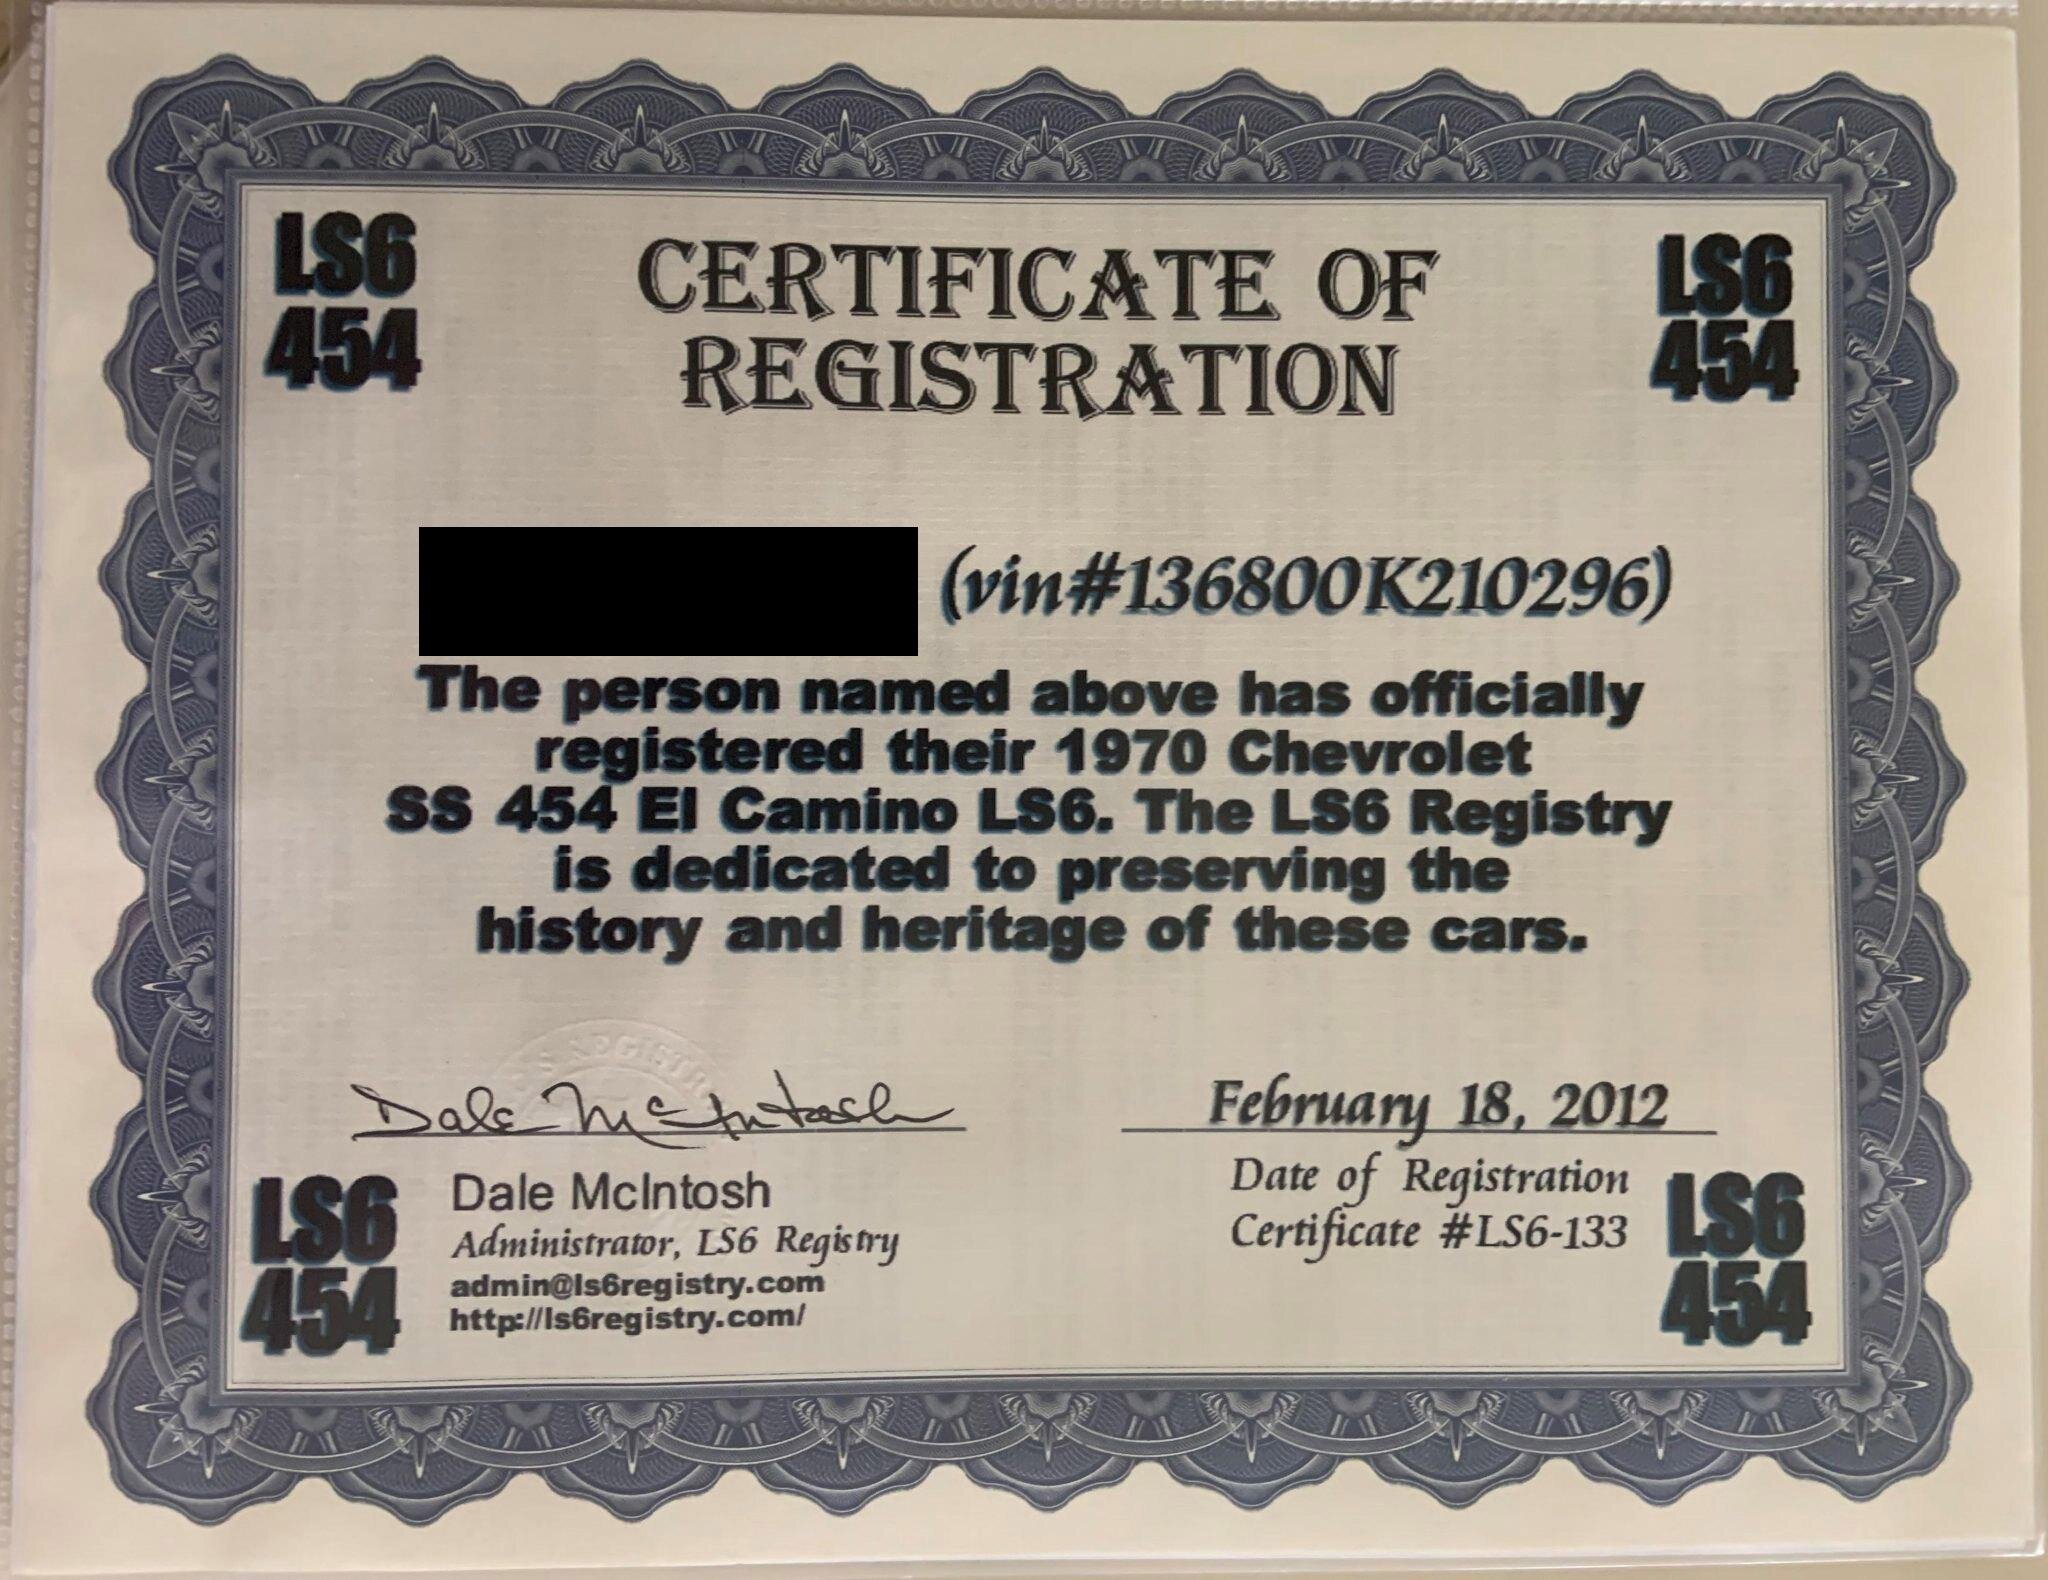 LS6
454
CERTIFICATE OF
REGISTRATION
LS6
454
(vin#136800K210296)
The person named above has officially
registered their 1970 Chevrolet
SS 454 El Camino LS6. The LS6 Registry
is dedicated to preserving the
history and heritage of these cars.
Dale McIntosh
February 18, 2012
Dale McIntosh
Administrator, LS6 Registry
admin@ls6registry.com
http://ls6registry.com/
Date of Registration
Certificate #LS6-133
LS6
454
LS6
454